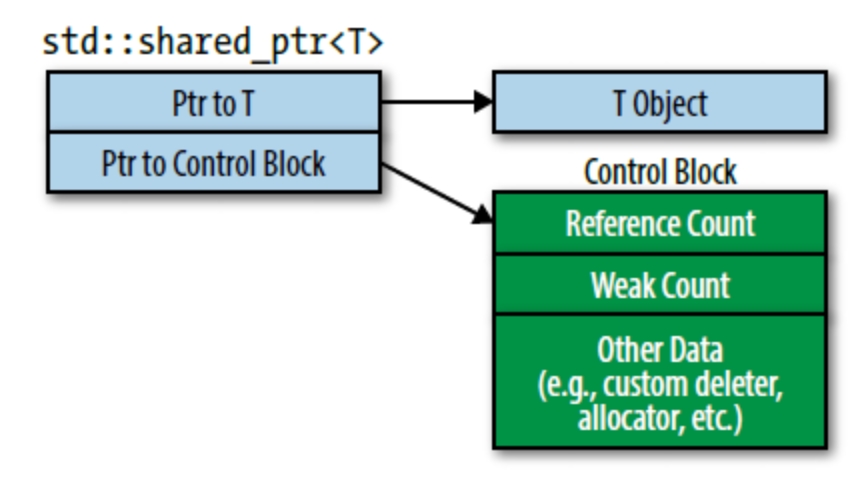 std::shared_ptr<T>
Ptr to T
T Object
Ptr to Control Block
Control Block
Reference Count
Weak Count
Other Data
(e.g., custom deleter,
allocator, etc.)